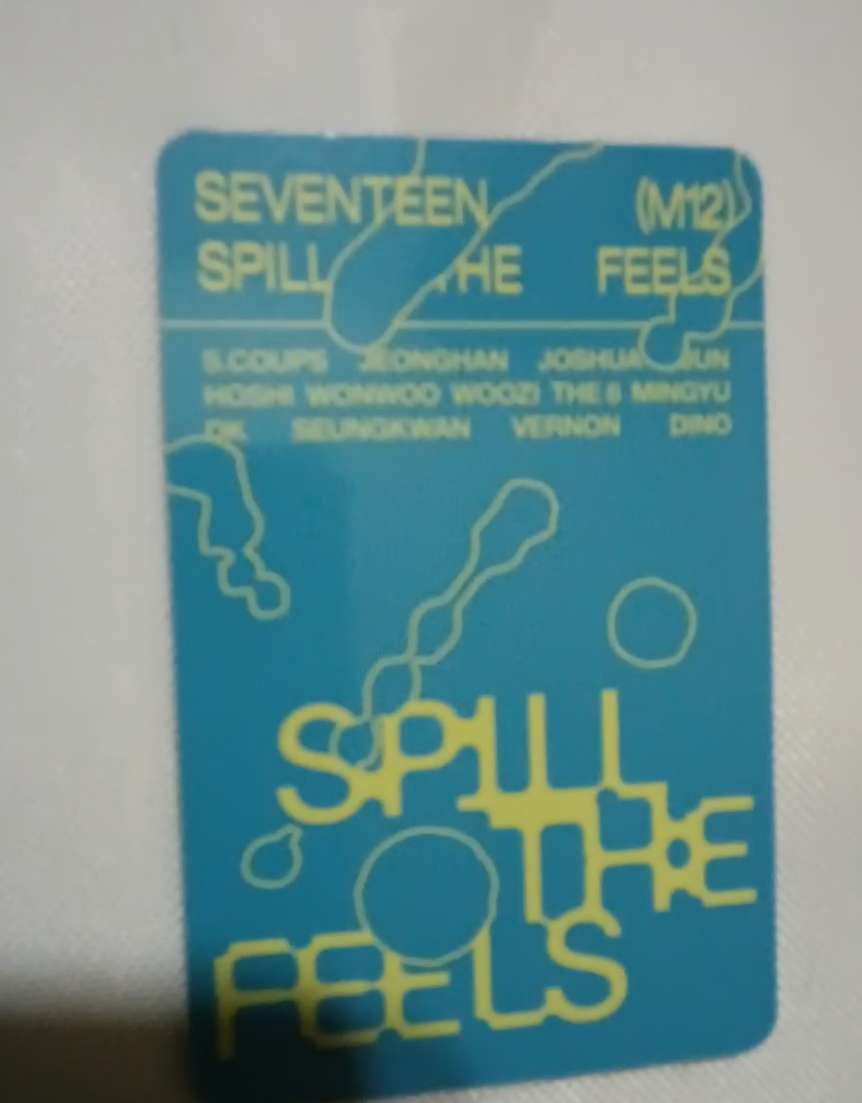 SEVENTEEN (M12)
SPILL THE FEELS
S.COUPS JEONGHAN JOSHUA JUN
HOSHI WONWOO WOOZI THE 8 MINGYU
DK SEUNGKWAN VERNON DINO
SPILL
THE
FEELS